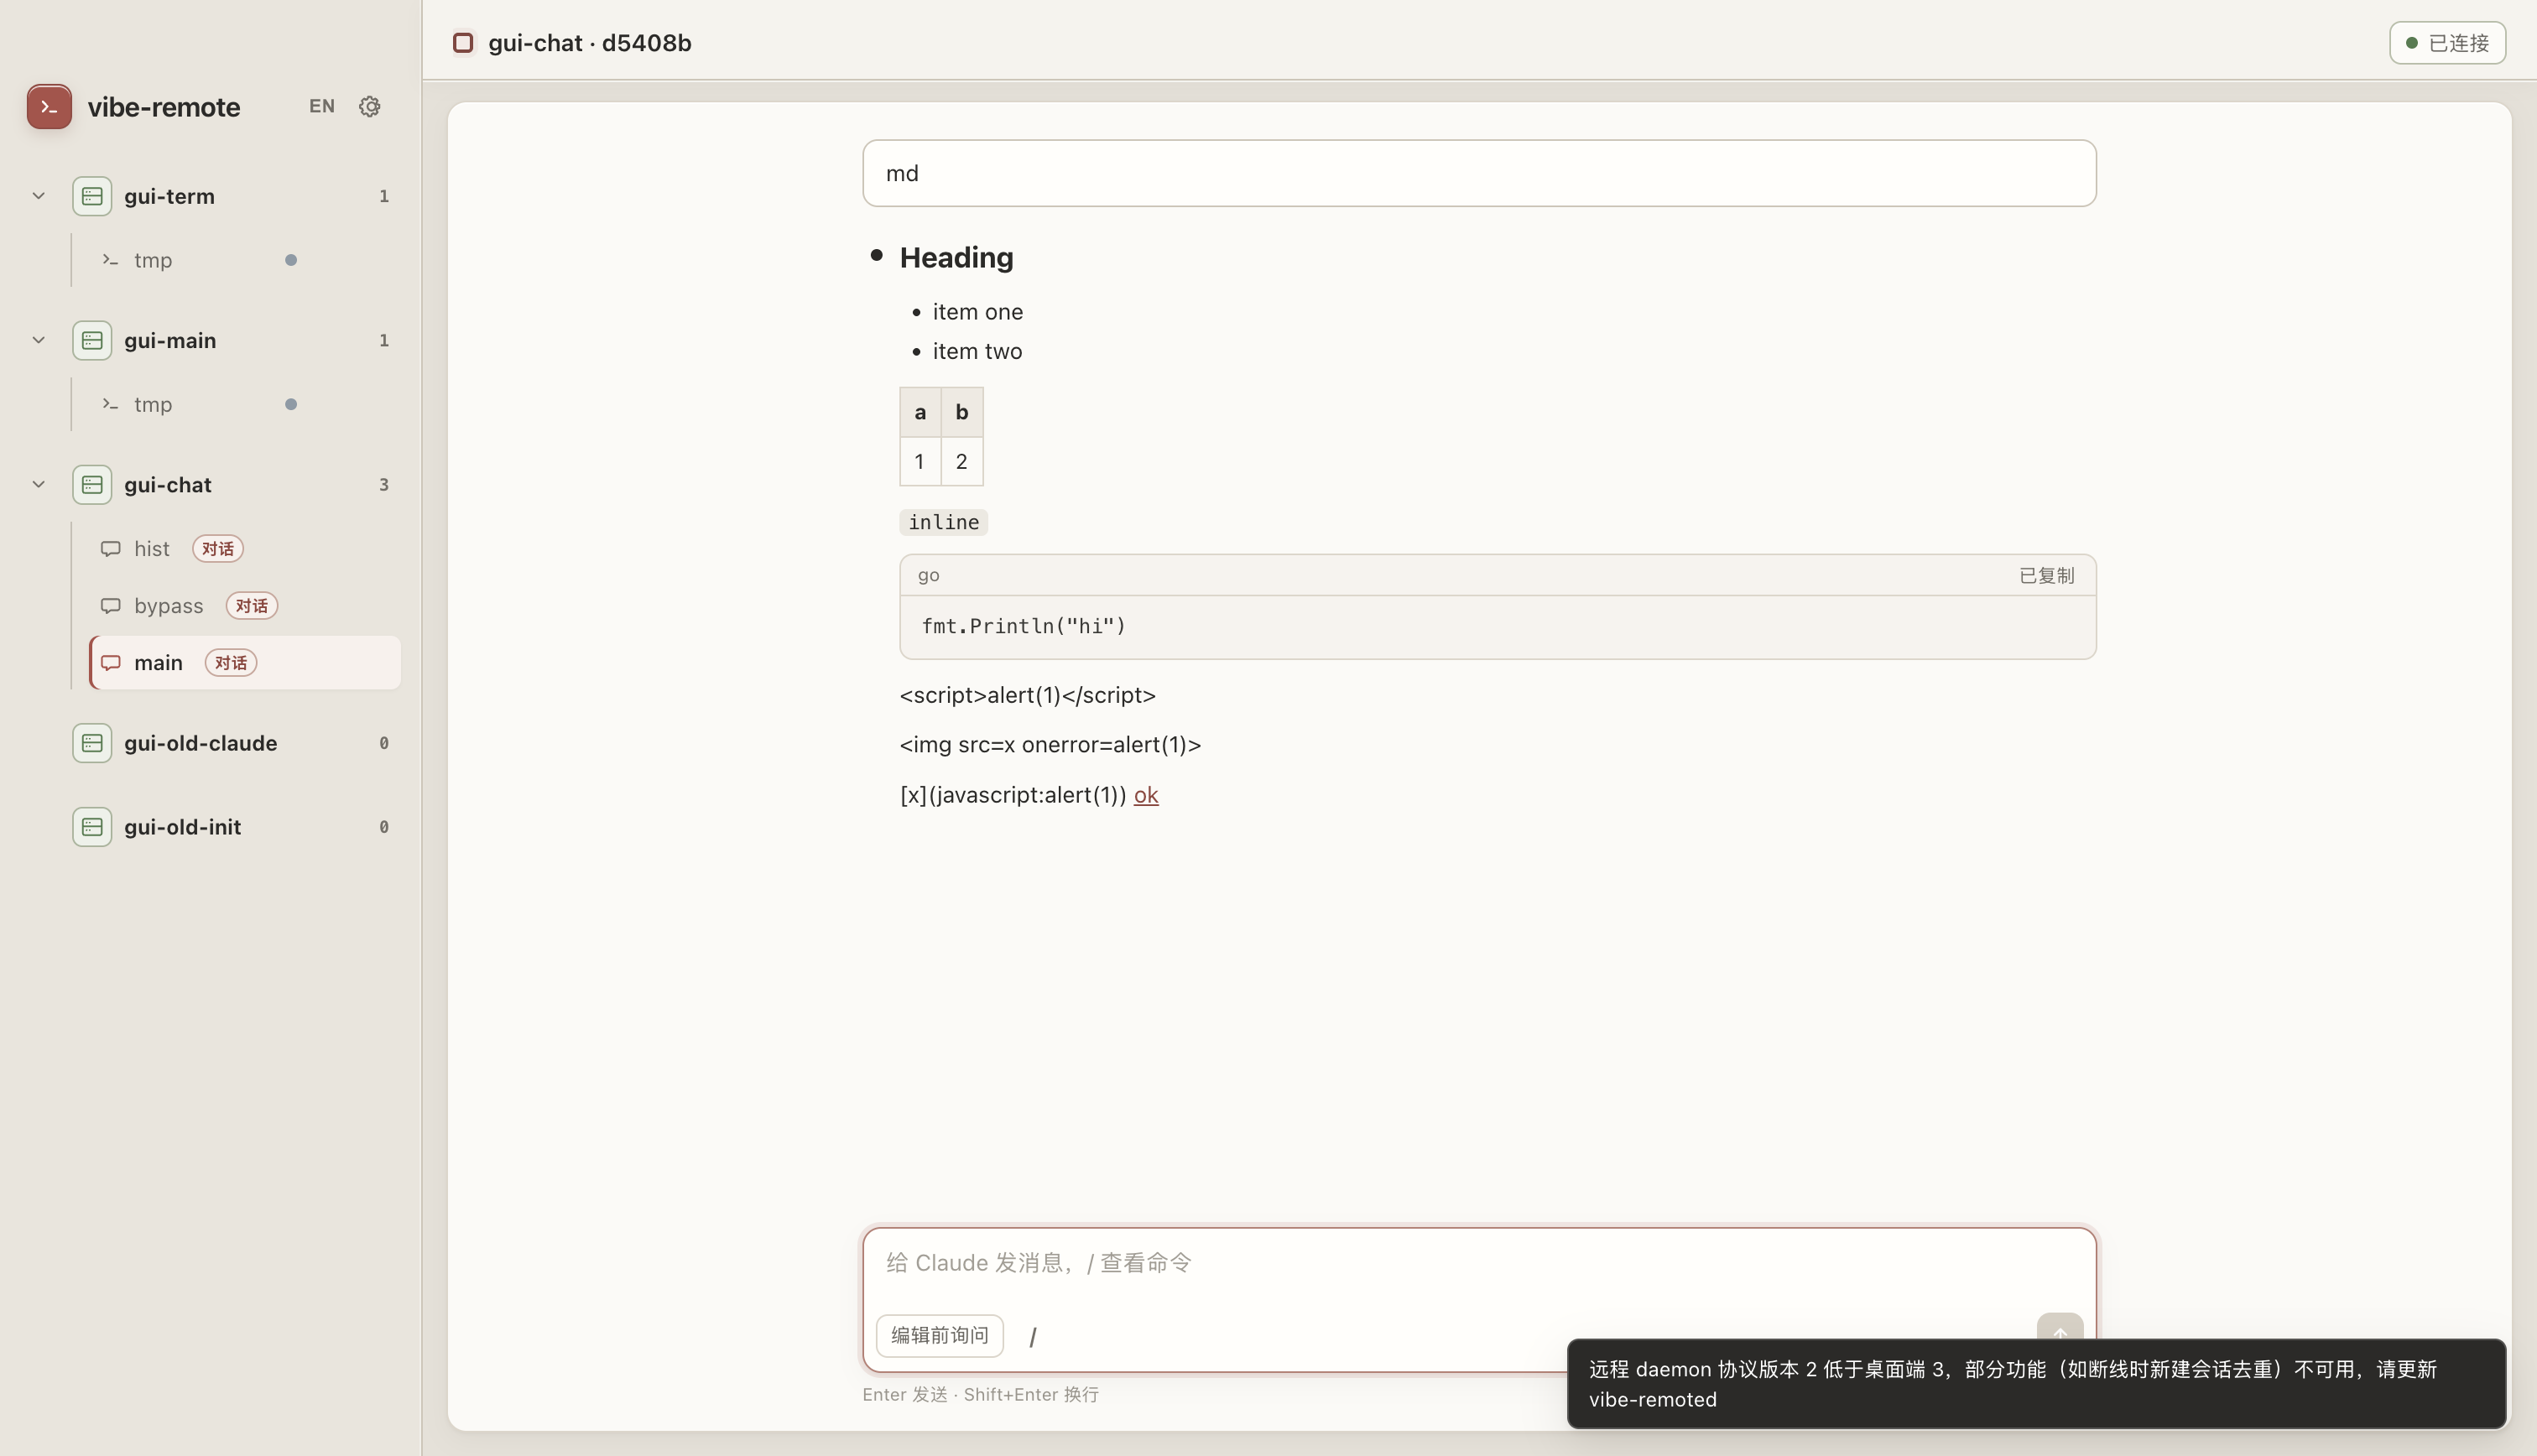 vibe-remote
EN
gui-term
1
tmp
gui-main
1
tmp
gui-chat
3
hist
对话
bypass
对话
main
对话
gui-old-claude
0
gui-old-init
0
gui-chat · d5408b
已连接
md
Heading
item one
item two
a b
1 2
inline
go
已复制
fmt.Println("hi")
<script>alert(1)</script>
<img src=x onerror=alert(1)>
[x](javascript:alert(1)) ok
给 Claude 发消息，/ 查看命令
编辑前询问
/
Enter 发送 · Shift+Enter 换行
远程 daemon 协议版本 2 低于桌面端 3，部分功能（如断线时新建会话去重）不可用，请更新
vibe-remoted